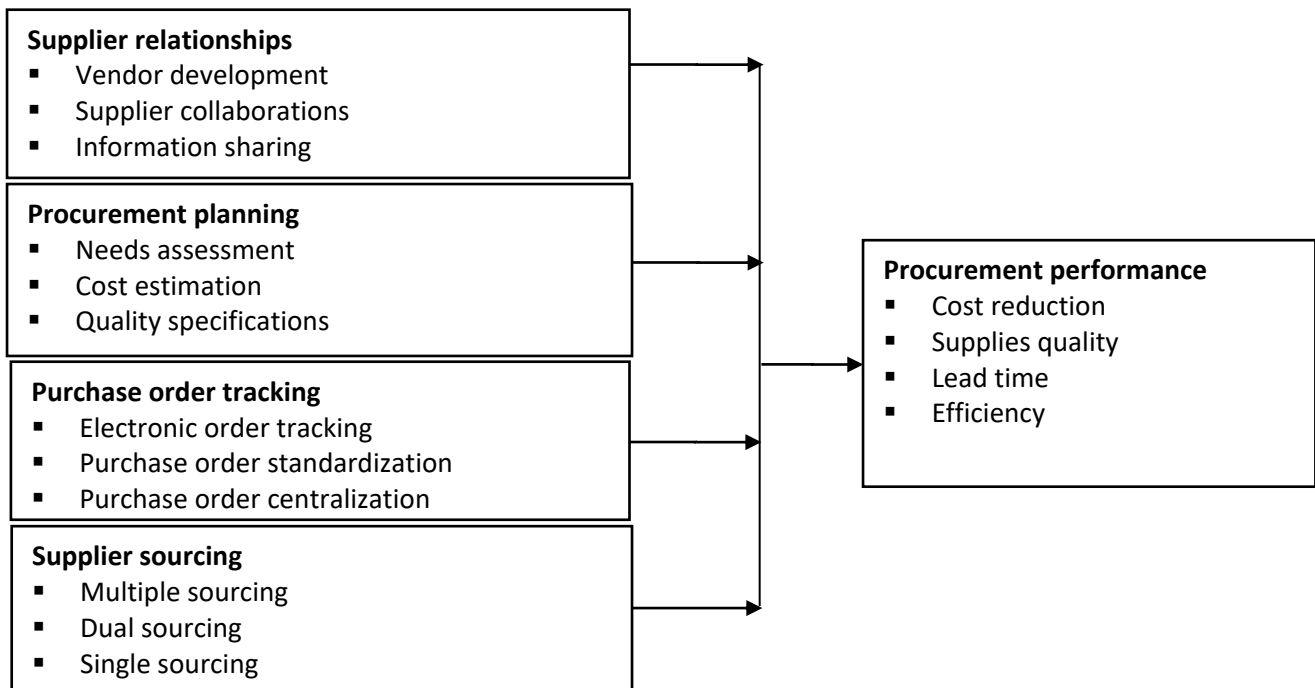 Supplier relationships
▪ Vendor development
▪ Supplier collaborations
▪ Information sharing
Procurement planning
▪ Needs assessment
▪ Cost estimation
▪ Quality specifications
Purchase order tracking
▪ Electronic order tracking
▪ Purchase order standardization
▪ Purchase order centralization
Supplier sourcing
▪ Multiple sourcing
▪ Dual sourcing
▪ Single sourcing
Procurement performance
▪ Cost reduction
▪ Supplies quality
▪ Lead time
▪ Efficiency